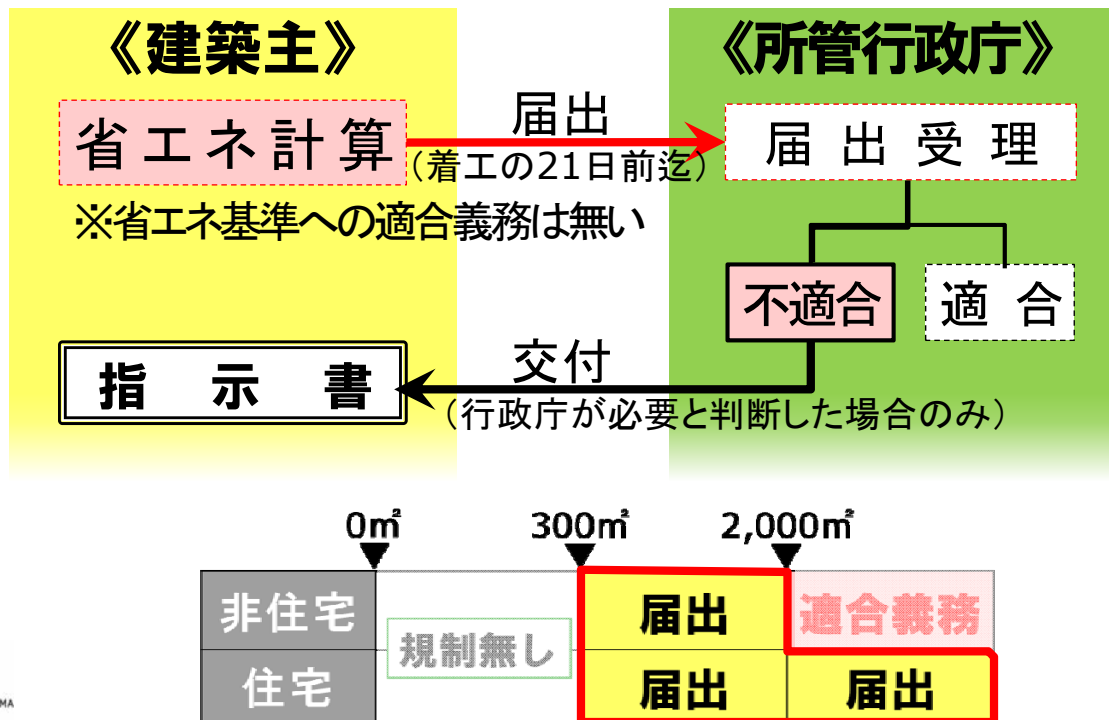 《建築主》
《所管行政庁》
省エネ計算
届出
(着工の21日前迄)
届出受理
※省エネ基準への適合義務は無い
不適合
適合
指示書
交付
(行政庁が必要と判断した場合のみ)
0㎡
300㎡
2,000㎡
非住宅
規制無し
届出
適合義務
住宅
届出
届出
MA